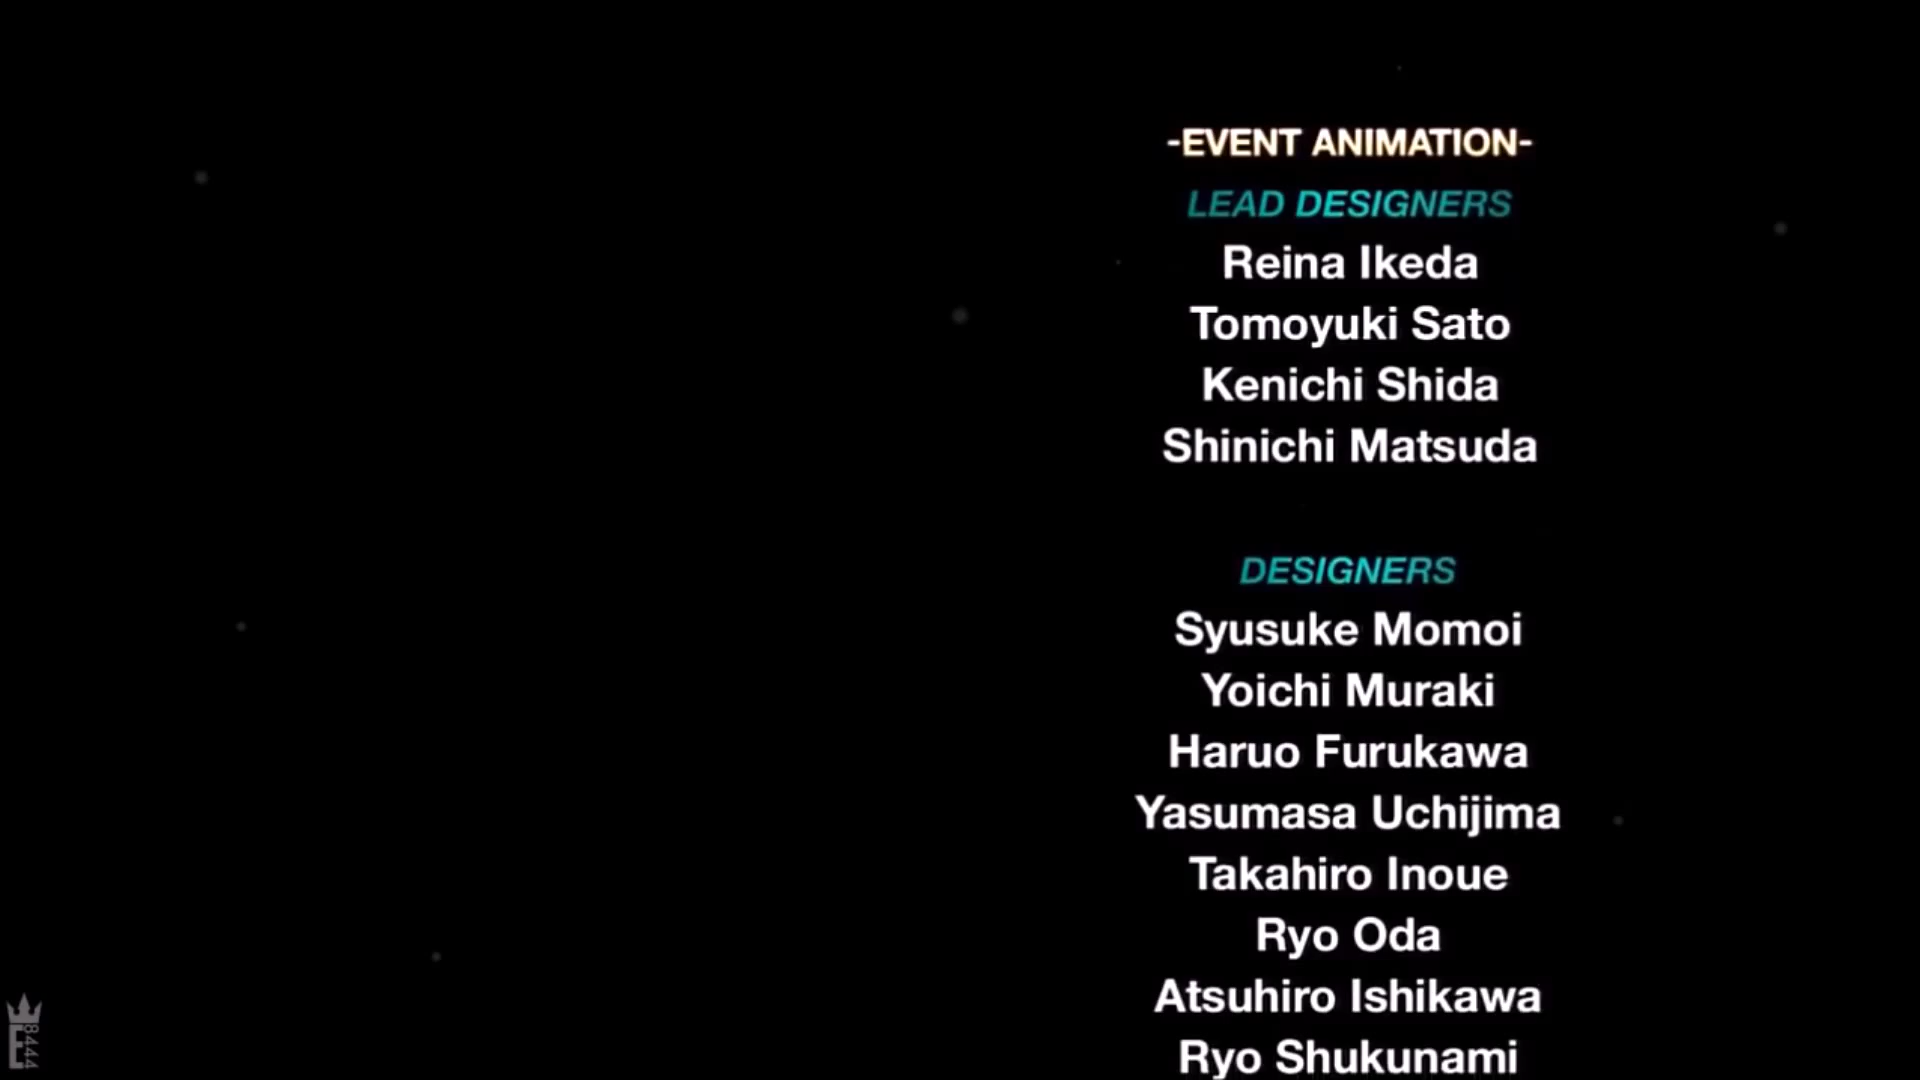 -EVENT ANIMATION-
LEAD DESIGNERS
Reina Ikeda
Tomoyuki Sato
Kenichi Shida
Shinichi Matsuda
DESIGNERS
Syusuke Momoi
Yoichi Muraki
Haruo Furukawa
Yasumasa Uchijima
Takahiro Inoue
Ryo Oda
Atsuhiro Ishikawa
Ryo Shukunami
E8444